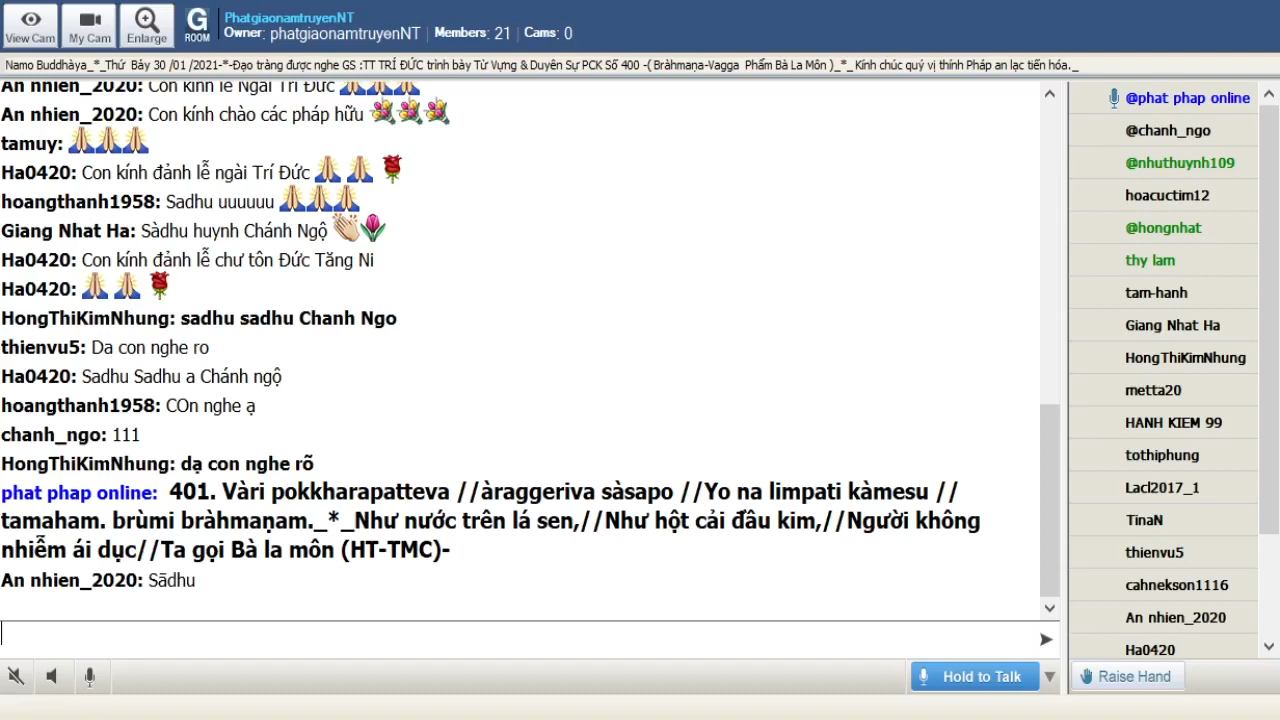 View Cam
My Cam
Enlarge
G
ROOM
PhatgiaonamtruyenNT
Owner: phatgiaonamtruyenNT | Members: 21 | Cams: 0
Namo Buddhàya_*_Thứ Bảy 30 /01 /2021-*-Đạo tràng được nghe GS :TT TRÍ ĐỨC trình bày Từ Vựng & Duyên Sự PCK Số 400 -( Bràhmaṇa-Vagga Phẩm Bà La Môn )_*_ Kính chúc quý vị thính Pháp an lạc tiến hóa._
An nhien_2020: Con kính lễ Ngài Trí Đức 🙏🙏🙏
An nhien_2020: Con kính chào các pháp hữu 💐💐💐
tamuy: 🙏🙏🙏
Ha0420: Con kính đảnh lễ ngài Trí Đức 🙏 🙏 🌹
hoangthanh1958: Sadhu uuuuuu 🙏🙏🙏
Giang Nhat Ha: Sàdhu huynh Chánh Ngộ 👏🌷
Ha0420: Con kính đảnh lễ chư tôn Đức Tăng Ni
Ha0420: 🙏 🙏 🌹
HongThiKimNhung: sadhu sadhu Chanh Ngo
thienvu5: Da con nghe ro
Ha0420: Sadhu Sadhu a Chánh ngộ
hoangthanh1958: COn nghe ạ
chanh_ngo: 111
HongThiKimNhung: dạ con nghe rõ
phat phap online: 401. Vàri pokkharapatteva //àraggeriva sàsapo //Yo na limpati kàmesu //
tamaham. brùmi bràhmaṇam._*_Như nước trên lá sen,//Như hột cải đầu kim,//Người không
nhiễm ái dục//Ta gọi Bà la môn (HT-TMC)-
An nhien_2020: Sādhu
@phat phap online
@chanh_ngo
@nhuthuynh109
hoacuctim12
@hongnhat
thy lam
tam-hanh
Giang Nhat Ha
HongThiKimNhung
metta20
HANH KIEM 99
tothiphung
Lacl2017_1
TinaN
thienvu5
cahnekson1116
An nhien_2020
Ha0420
Hold to Talk
Raise Hand